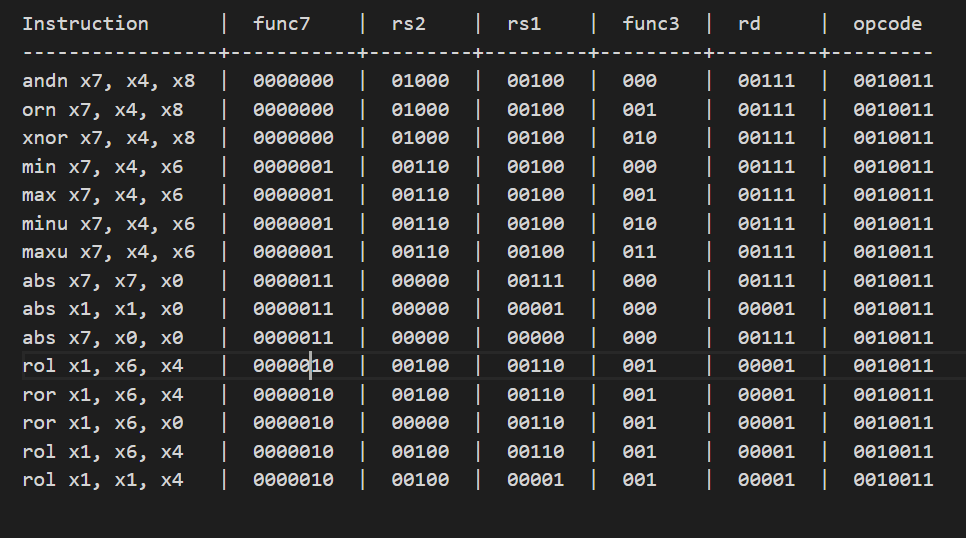 Instruction      |  func7    |  rs2    |  rs1    |  func3  |  rd     |  opcode
-----------------+-----------+---------+---------+---------+---------+---------
andn x7, x4, x8  |  0000000  |  01000  |  00100  |  000    |  00111  |  0010011
orn x7, x4, x8   |  0000000  |  01000  |  00100  |  001    |  00111  |  0010011
xnor x7, x4, x8  |  0000000  |  01000  |  00100  |  010    |  00111  |  0010011
min x7, x4, x6   |  0000001  |  00110  |  00100  |  000    |  00111  |  0010011
max x7, x4, x6   |  0000001  |  00110  |  00100  |  001    |  00111  |  0010011
minu x7, x4, x6  |  0000001  |  00110  |  00100  |  010    |  00111  |  0010011
maxu x7, x4, x6  |  0000001  |  00110  |  00100  |  011    |  00111  |  0010011
abs x7, x7, x0   |  0000011  |  00000  |  00111  |  000    |  00111  |  0010011
abs x1, x1, x0   |  0000011  |  00000  |  00001  |  000    |  00001  |  0010011
abs x7, x0, x0   |  0000011  |  00000  |  00000  |  000    |  00111  |  0010011
rol x1, x6, x4   |  0000010  |  00100  |  00110  |  001    |  00001  |  0010011
ror x1, x6, x4   |  0000010  |  00100  |  00110  |  001    |  00001  |  0010011
ror x1, x6, x0   |  0000010  |  00000  |  00110  |  001    |  00001  |  0010011
rol x1, x6, x4   |  0000010  |  00100  |  00110  |  001    |  00001  |  0010011
rol x1, x1, x4   |  0000010  |  00100  |  00001  |  001    |  00001  |  0010011